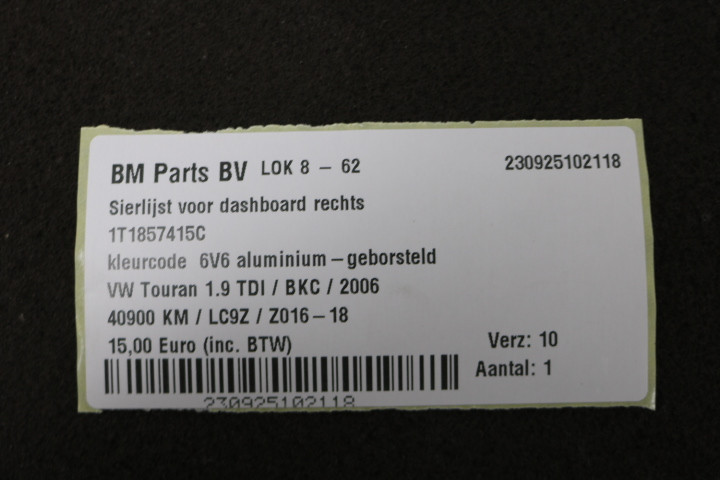 BM Parts BV LOK 8 - 62 230925102118
Sierlijst voor dashboard rechts
1T1857415C
kleurcode 6V6 aluminium-geborsteld
VW Touran 1.9 TDI / BKC / 2006
40900 KM / LC9Z / Z016-18
15,00 Euro (inc. BTW) Verz: 10
Aantal: 1
230925102118